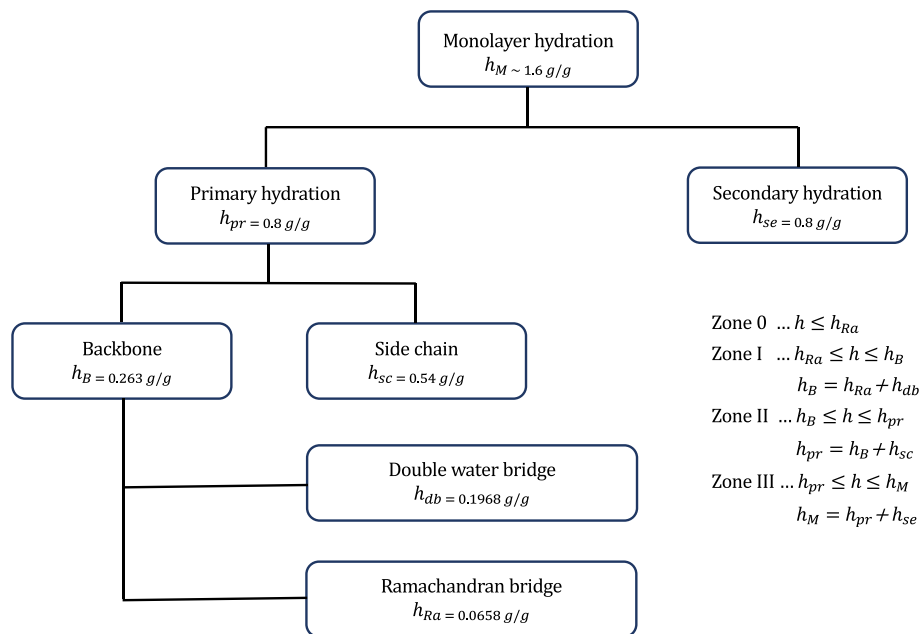 Monolayer hydration
h_M ~ 1.6 g/g
Primary hydration
h_pr = 0.8 g/g
Secondary hydration
h_se = 0.8 g/g
Backbone
h_B = 0.263 g/g
Side chain
h_sc = 0.54 g/g
Double water bridge
h_db = 0.1968 g/g
Ramachandran bridge
h_Ra = 0.0658 g/g
Zone 0 ... h ≤ h_Ra
Zone I ... h_Ra ≤ h ≤ h_B
h_B = h_Ra + h_db
Zone II ... h_B ≤ h ≤ h_pr
h_pr = h_B + h_sc
Zone III ... h_pr ≤ h ≤ h_M
h_M = h_pr + h_se